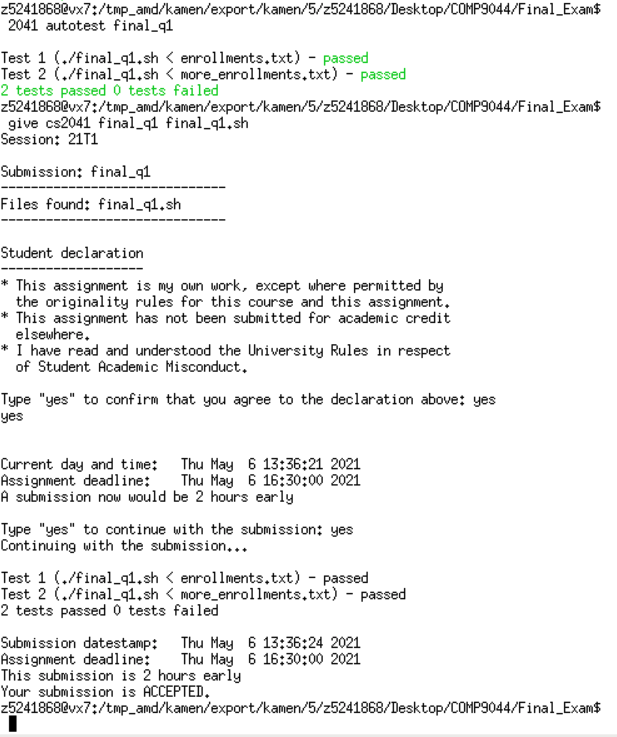 z5241868@vx7:/tmp_amd/kamen/export/kamen/5/z5241868/Desktop/COMP9044/Final_Exam$
2041 autotest final_q1
Test 1 (./final_q1.sh < enrollments.txt) - passed
Test 2 (./final_q1.sh < more_enrollments.txt) - passed
2 tests passed 0 tests failed
z5241868@vx7:/tmp_amd/kamen/export/kamen/5/z5241868/Desktop/COMP9044/Final_Exam$
give cs2041 final_q1 final_q1.sh
Session: 21T1
Submission: final_q1
------------------------------
Files found: final_q1.sh
------------------------------
Student declaration
-------------------
* This assignment is my own work, except where permitted by
the originality rules for this course and this assignment.
* This assignment has not been submitted for academic credit
elsewhere.
* I have read and understood the University Rules in respect
of Student Academic Misconduct.
Type "yes" to confirm that you agree to the declaration above: yes
yes
Current day and time:   Thu May  6 13:36:21 2021
Assignment deadline:    Thu May  6 16:30:00 2021
A submission now would be 2 hours early
Type "yes" to continue with the submission: yes
Continuing with the submission...
Test 1 (./final_q1.sh < enrollments.txt) - passed
Test 2 (./final_q1.sh < more_enrollments.txt) - passed
2 tests passed 0 tests failed
Submission datestamp:   Thu May  6 13:36:24 2021
Assignment deadline:    Thu May  6 16:30:00 2021
This submission is 2 hours early
Your submission is ACCEPTED.
z5241868@vx7:/tmp_amd/kamen/export/kamen/5/z5241868/Desktop/COMP9044/Final_Exam$